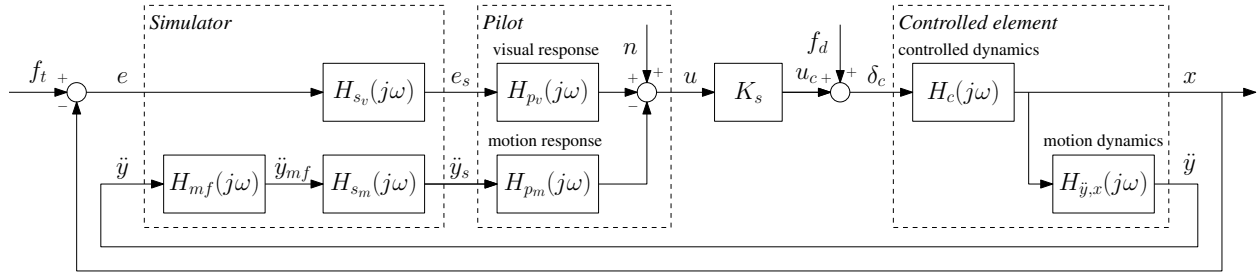 Simulator
Pilot
Controlled element
visual response
n
f_d
controlled dynamics
f_t
+
−
e
H_{s_v}(jω)
e_s
H_{p_v}(jω)
+
+
−
u
K_s
u_c
+
+
δ_c
H_c(jω)
x
motion response
motion dynamics
ÿ
H_{mf}(jω)
ÿ_{mf}
H_{s_m}(jω)
ÿ_s
H_{p_m}(jω)
H_{ÿ,x}(jω)
ÿ